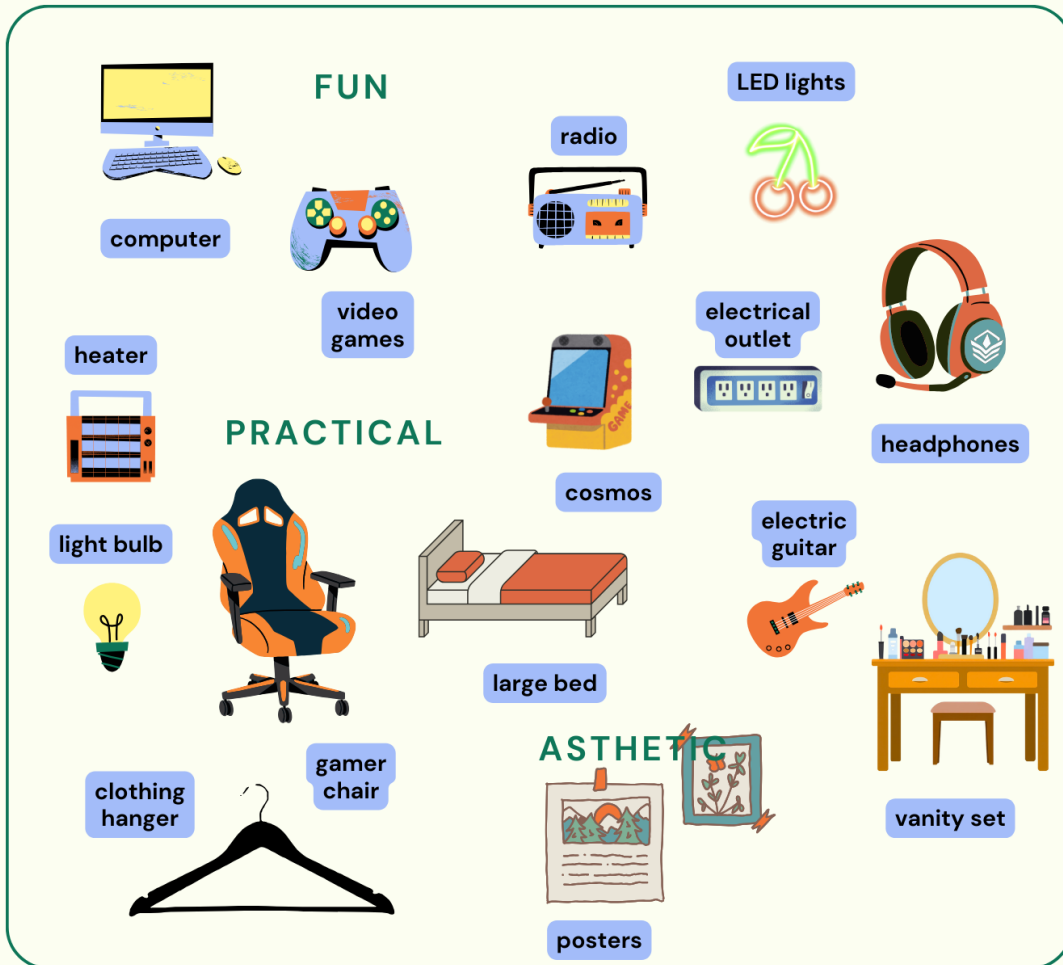 FUN
LED lights
radio
computer
video
games
electrical
outlet
heater
GAME
PRACTICAL
headphones
cosmos
electric
guitar
light bulb
large bed
ASTHETIC
gamer
chair
clothing
hanger
vanity set
posters